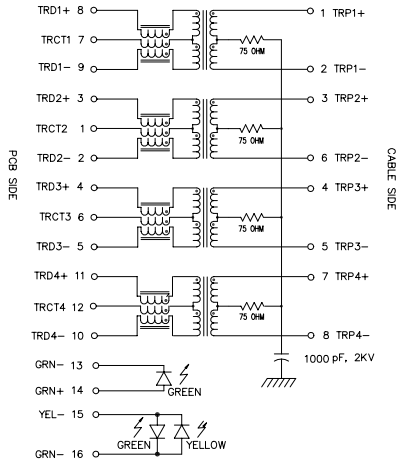 TRD1+ 8
1 TRP1+
TRCT1 7
75 OHM
TRD1- 9
2 TRP1-
TRD2+ 3
3 TRP2+
TRCT2 1
75 OHM
TRD2- 2
6 TRP2-
PCB SIDE
CABLE SIDE
TRD3+ 4
4 TRP3+
TRCT3 6
75 OHM
TRD3- 5
5 TRP3-
TRD4+ 11
7 TRP4+
TRCT4 12
75 OHM
TRD4- 10
8 TRP4-
1000 pF, 2KV
GRN- 13
GRN+ 14
GREEN
YEL- 15
GREEN
YELLOW
GRN- 16